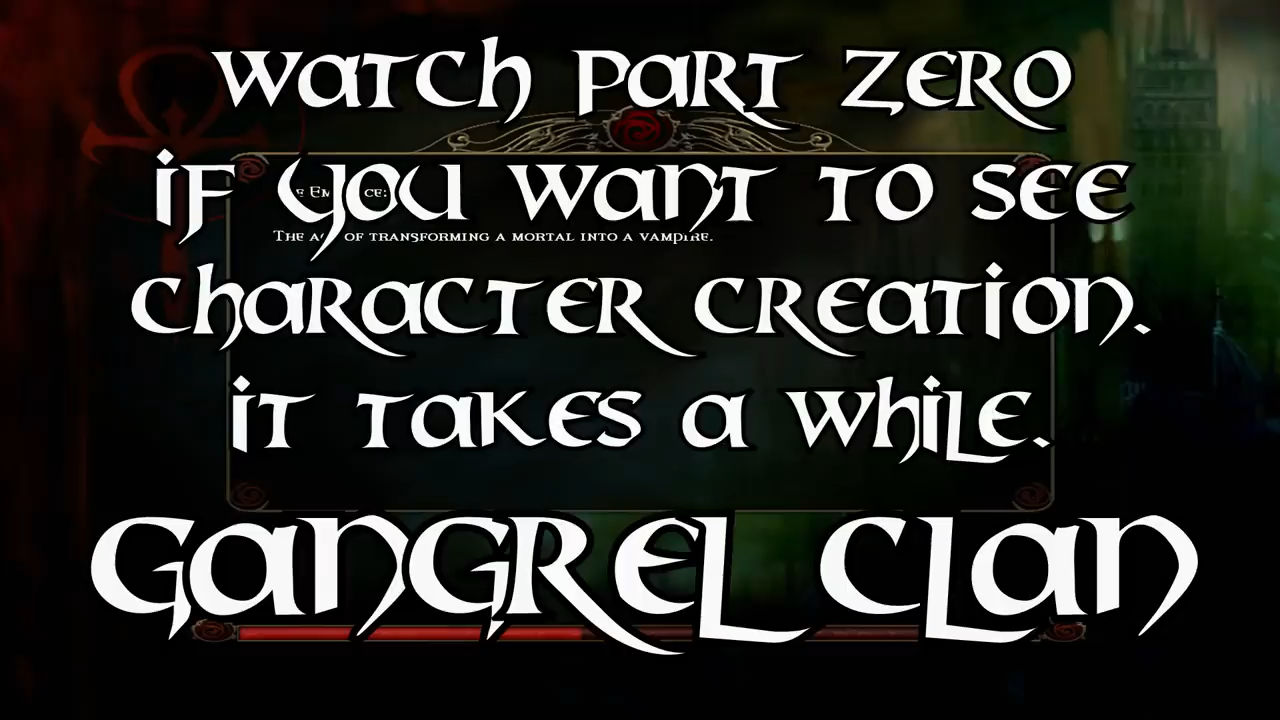 WATCH PART ZERO
IF YOU WANT TO SEE
THE OF TRANSFORMING A MORTAL INTO A VAMPIRE.
CHARACTER CREATION.
IT TAKES A WHILE.
GANGREL CLAN